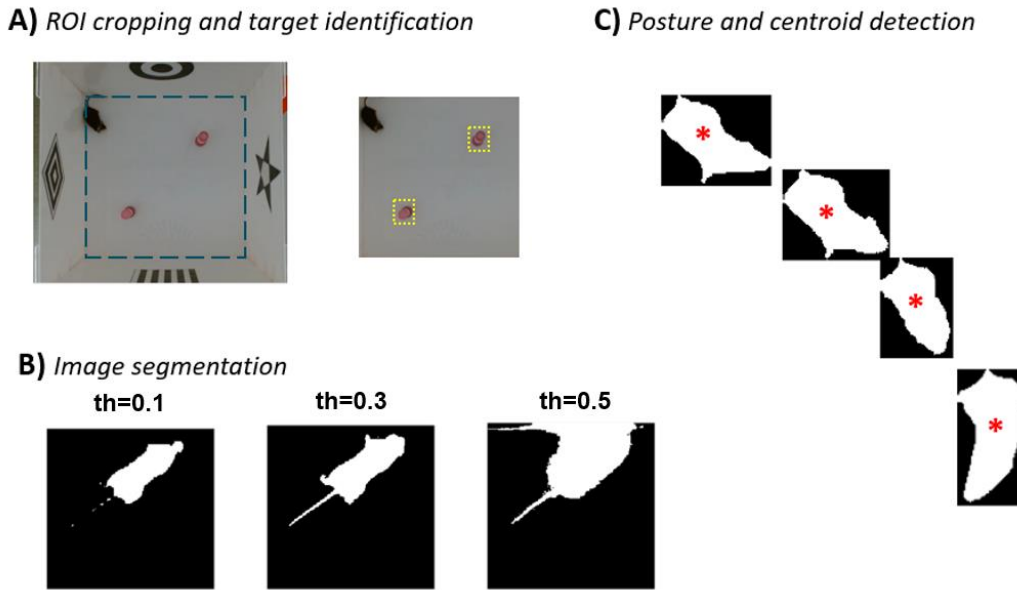 A) ROI cropping and target identification
C) Posture and centroid detection
B) Image segmentation
th=0.1
th=0.3
th=0.5